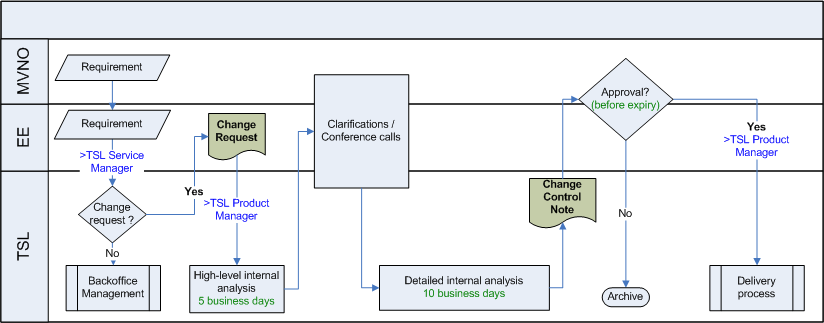 MVNO
Requirement
EE
Requirement
>TSL Service
Manager
TSL
Change
request ?
No
Backoffice
Management
Yes
Change
Request
>TSL Product
Manager
High-level internal
analysis
5 business days
Clarifications /
Conference calls
Detailed internal analysis
10 business days
Change
Control
Note
Approval?
(before expiry)
No
Archive
Yes
>TSL Product
Manager
Delivery
process